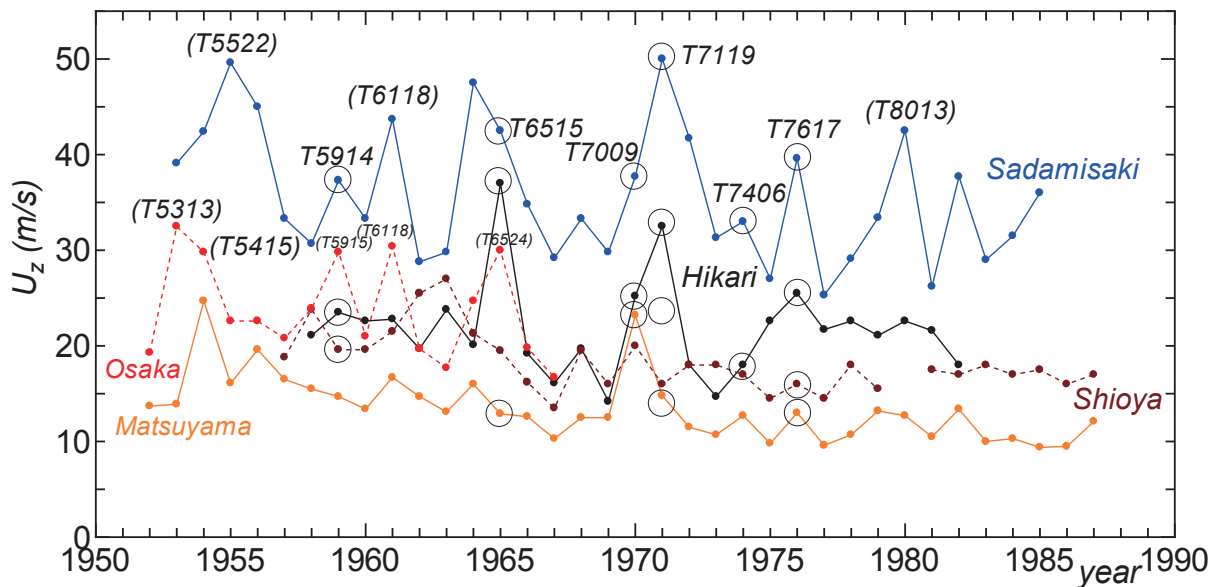 50
40
30
20
10
0
U_z (m/s)
(T5522)
T7119
(T6118)
T6515
T5914
T7009
T7617
(T8013)
T7406
Sadamisaki
(T5313)
(T5415)
(T5915)
(T6118)
(T6524)
Hikari
Osaka
Matsuyama
Shioya
1950
1955
1960
1965
1970
1975
1980
1985
1990
year